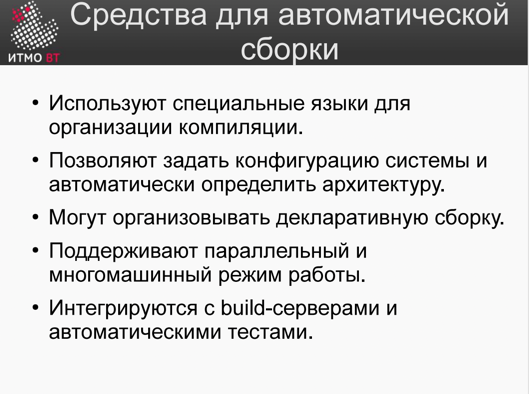 Средства для автоматической
сборки
ИТМО ВТ
• Используют специальные языки для
организации компиляции.
• Позволяют задать конфигурацию системы и
автоматически определить архитектуру.
• Могут организовывать декларативную сборку.
• Поддерживают параллельный и
многомашинный режим работы.
• Интегрируются с build-серверами и
автоматическими тестами.